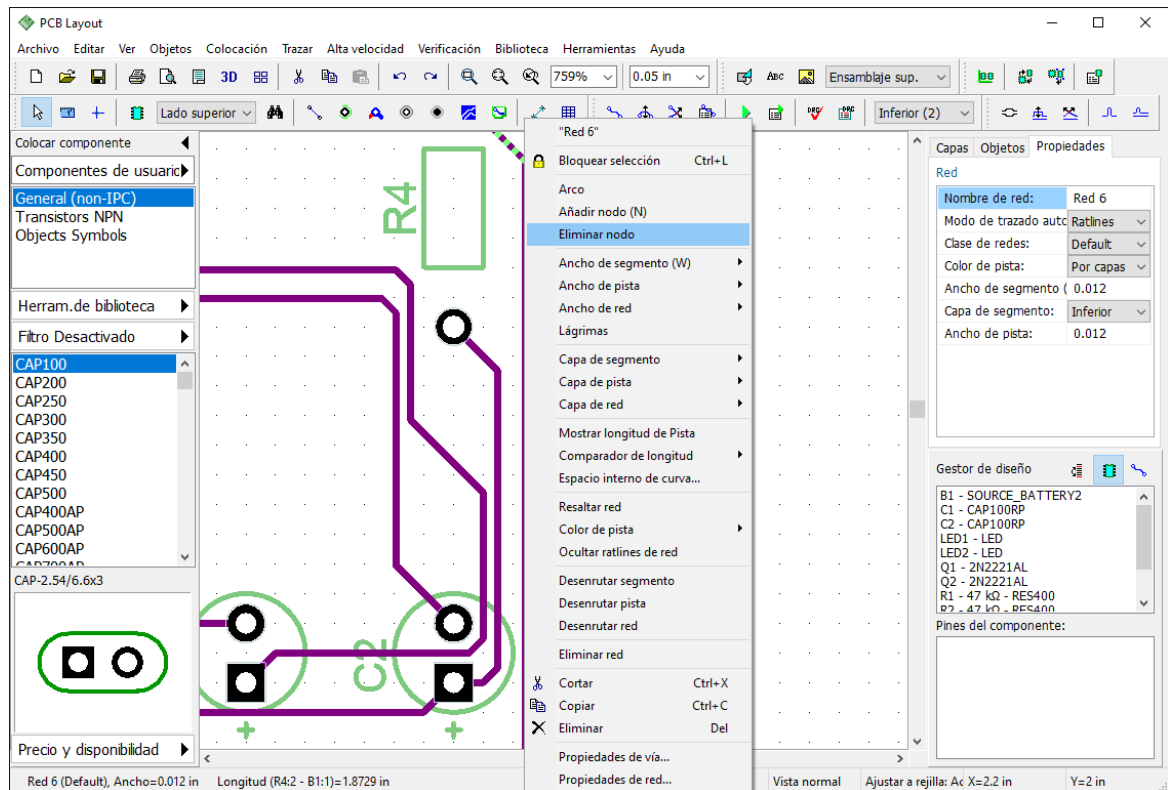 PCB Layout
Archivo Editar Ver Objetos Colocación Trazar Alta velocidad Verificación Biblioteca Herramientas Ayuda
3D 759% 0.05 in ABC Ensamblaje sup.
Lado superior DRC DRC Inferior (2)
Colocar componente
Componentes de usuaric
General (non-IPC)
Transistors NPN
Objects Symbols
Herram.de biblioteca
Filtro Desactivado
CAP100
CAP200
CAP250
CAP300
CAP350
CAP400
CAP450
CAP500
CAP400AP
CAP500AP
CAP600AP
CAP700AP
CAP-2.54/6.6x3
Precio y disponibilidad
R4
C2
+
+
"Red 6"
Bloquear selección Ctrl+L
Arco
Añadir nodo (N)
Eliminar nodo
Ancho de segmento (W)
Ancho de pista
Ancho de red
Lágrimas
Capa de segmento
Capa de pista
Capa de red
Mostrar longitud de Pista
Comparador de longitud
Espacio interno de curva...
Resaltar red
Color de pista
Ocultar ratlines de red
Desenrutar segmento
Desenrutar pista
Desenrutar red
Eliminar red
Cortar Ctrl+X
Copiar Ctrl+C
Eliminar Del
Propiedades de vía...
Propiedades de red...
Capas Objetos Propiedades
Red
Nombre de red: Red 6
Modo de trazado autc Ratlines
Clase de redes: Default
Color de pista: Por capas
Ancho de segmento ( 0.012
Capa de segmento: Inferior
Ancho de pista: 0.012
Gestor de diseño
B1 - SOURCE_BATTERY2
C1 - CAP100RP
C2 - CAP100RP
LED1 - LED
LED2 - LED
Q1 - 2N2221AL
Q2 - 2N2221AL
R1 - 47 kΩ - RES400
R2 - 47 kΩ - RES400
Pines del componente:
Red 6 (Default), Ancho=0.012 in Longitud (R4:2 - B1:1)=1.8729 in Vista normal Ajustar a rejilla: Ac X=2.2 in Y=2 in